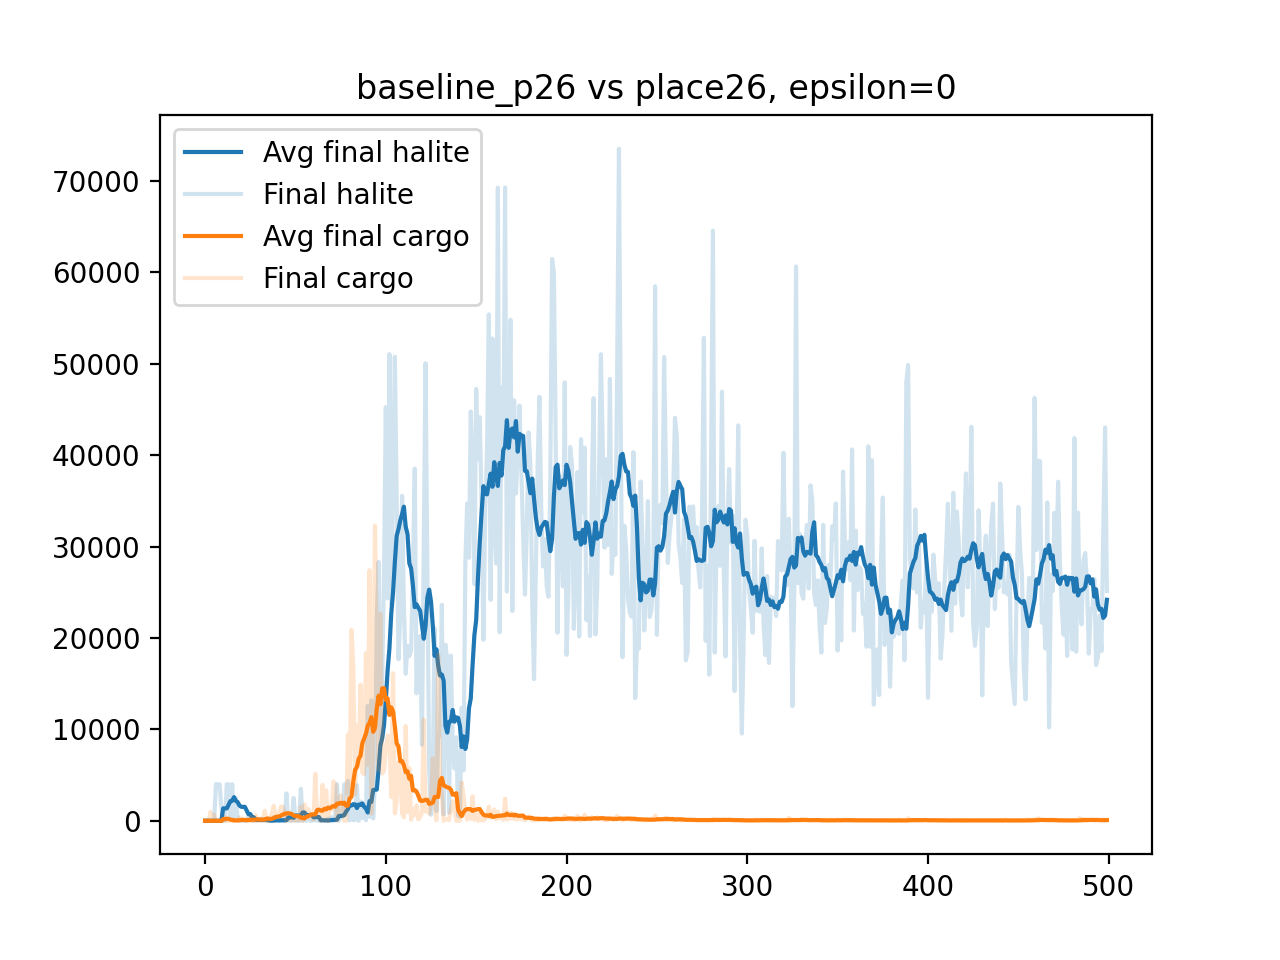 baseline_p26 vs place26, epsilon=0
Avg final halite
Final halite
Avg final cargo
Final cargo
70000
60000
50000
40000
30000
20000
10000
0
0 100 200 300 400 500